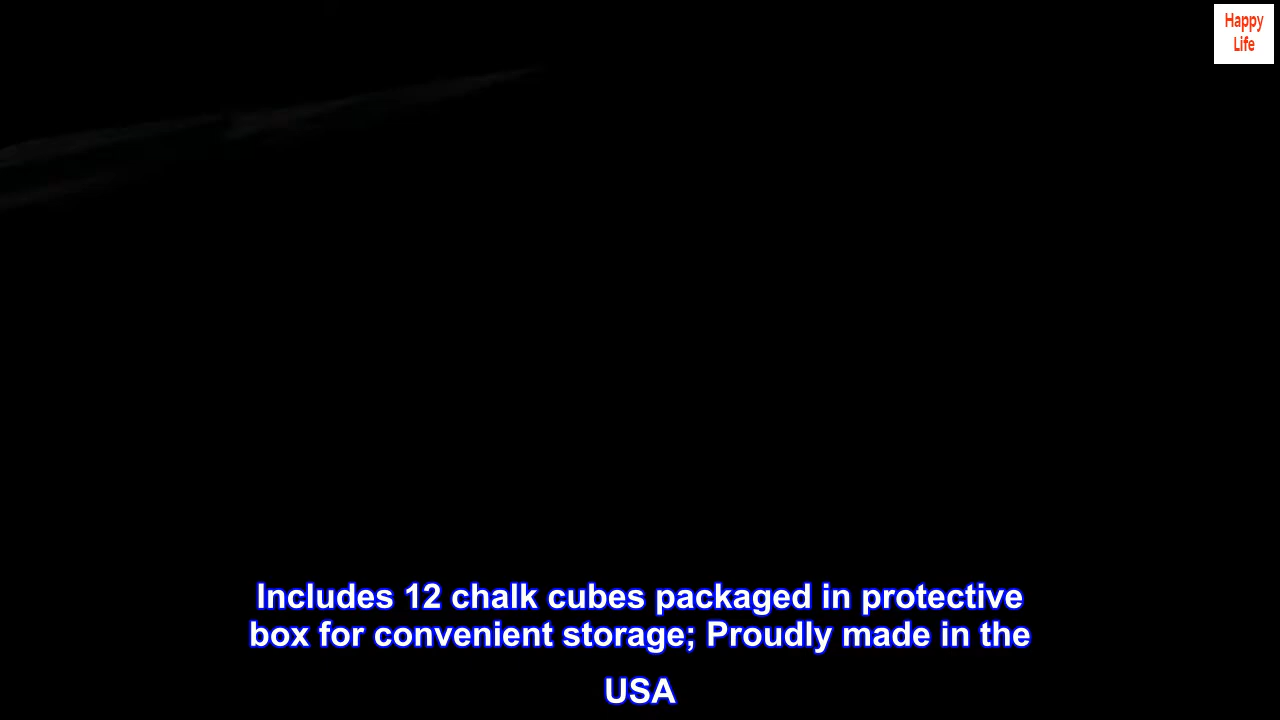 Happy
Life
Includes 12 chalk cubes packaged in protective
box for convenient storage; Proudly made in the
USA